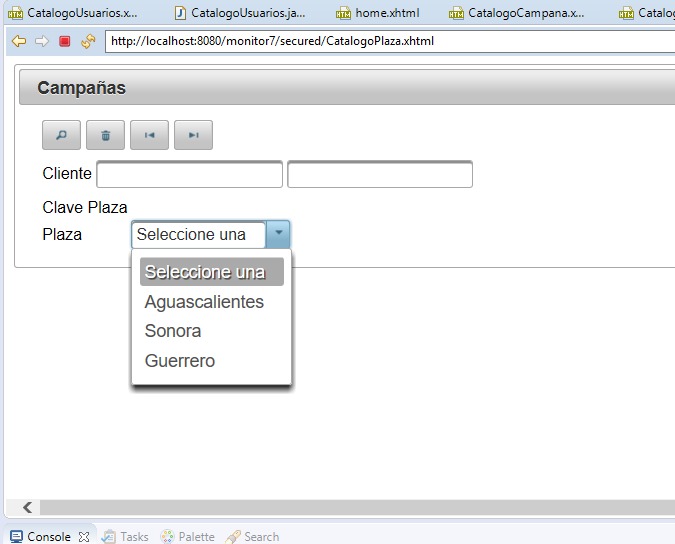 CatalogoUsuarios.x... CatalogoUsuarios.ja... home.xhtml CatalogoCampana.x... Catalog
http://localhost:8080/monitor7/secured/CatalogoPlaza.xhtml
Campañas
Cliente
Clave Plaza
Plaza Seleccione una
Seleccione una
Aguascalientes
Sonora
Guerrero
Console Tasks Palette Search